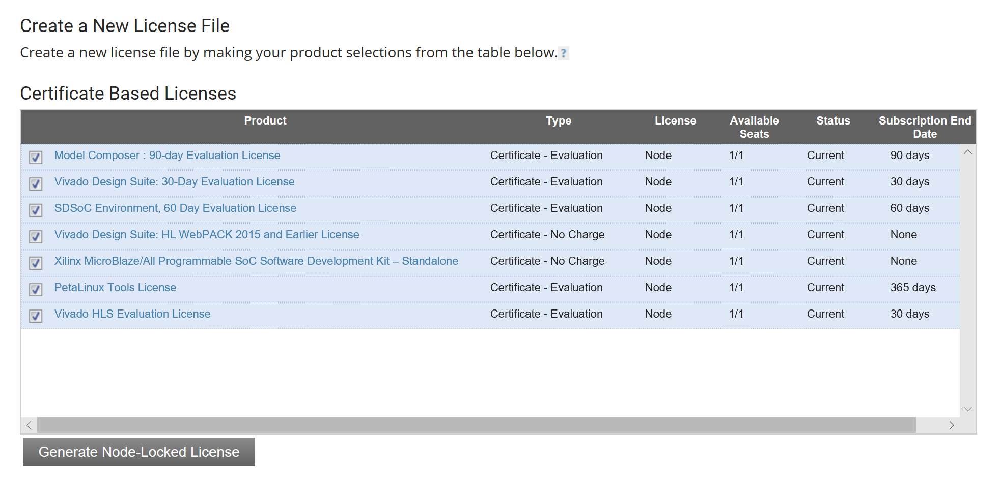 Create a New License File
Create a new license file by making your product selections from the table below. ?
Certificate Based Licenses
Product Type License Available Seats Status Subscription End Date
Model Composer : 90-day Evaluation License Certificate - Evaluation Node 1/1 Current 90 days
Vivado Design Suite: 30-Day Evaluation License Certificate - Evaluation Node 1/1 Current 30 days
SDSoC Environment, 60 Day Evaluation License Certificate - Evaluation Node 1/1 Current 60 days
Vivado Design Suite: HL WebPACK 2015 and Earlier License Certificate - No Charge Node 1/1 Current None
Xilinx MicroBlaze/All Programmable SoC Software Development Kit – Standalone Certificate - No Charge Node 1/1 Current None
PetaLinux Tools License Certificate - Evaluation Node 1/1 Current 365 days
Vivado HLS Evaluation License Certificate - Evaluation Node 1/1 Current 30 days
Generate Node-Locked License